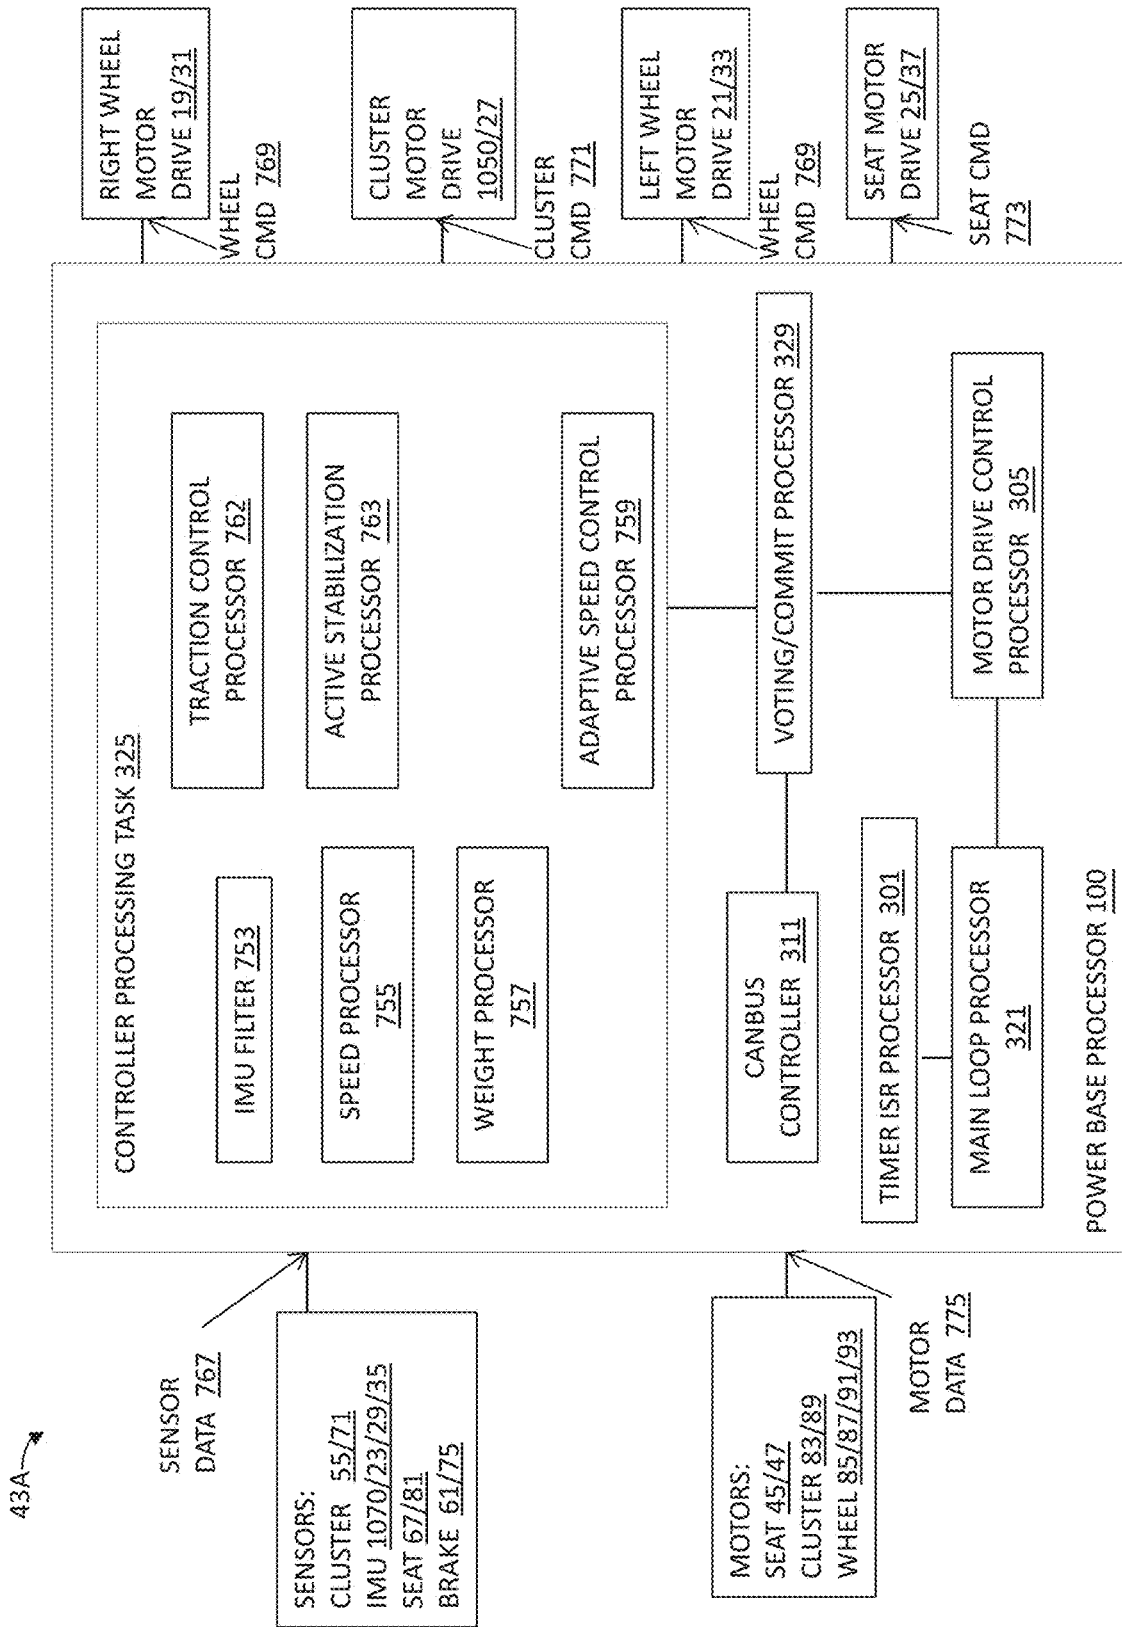 43A
SENSOR
DATA 767
SENSORS:
CLUSTER 55/71
IMU 1070/23/29/35
SEAT 67/81
BRAKE 61/75
MOTORS:
SEAT 45/47
CLUSTER 83/89
WHEEL 85/87/91/93
MOTOR
DATA 775
CONTROLLER PROCESSING TASK 325
IMU FILTER 753
SPEED PROCESSOR
755
WEIGHT PROCESSOR
757
TRACTION CONTROL
PROCESSOR 762
ACTIVE STABILIZATION
PROCESSOR 763
ADAPTIVE SPEED CONTROL
PROCESSOR 759
CANBUS
CONTROLLER 311
VOTING/COMMIT PROCESSOR 329
TIMER ISR PROCESSOR 301
MAIN LOOP PROCESSOR
321
MOTOR DRIVE CONTROL
PROCESSOR 305
POWER BASE PROCESSOR 100
RIGHT WHEEL
MOTOR
DRIVE 19/31
WHEEL
CMD 769
CLUSTER
MOTOR
DRIVE
1050/27
CLUSTER
CMD 771
LEFT WHEEL
MOTOR
DRIVE 21/33
WHEEL
CMD 769
SEAT MOTOR
DRIVE 25/37
SEAT CMD
773